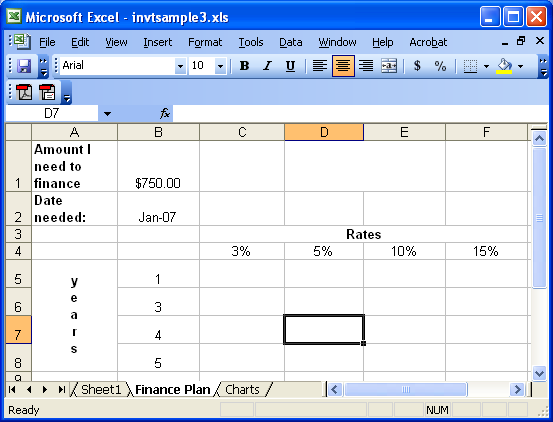 Microsoft Excel - invtsample3.xls
File Edit View Insert Format Tools Data Window Help Acrobat
Arial 10 B I U $ %
D7 fx
A B C D E F
1 Amount I need to finance $750.00
2 Date needed: Jan-07
3 Rates
4 3% 5% 10% 15%
5 years 1
6 3
7 4
8 5
9
Sheet1 Finance Plan Charts
Ready NUM